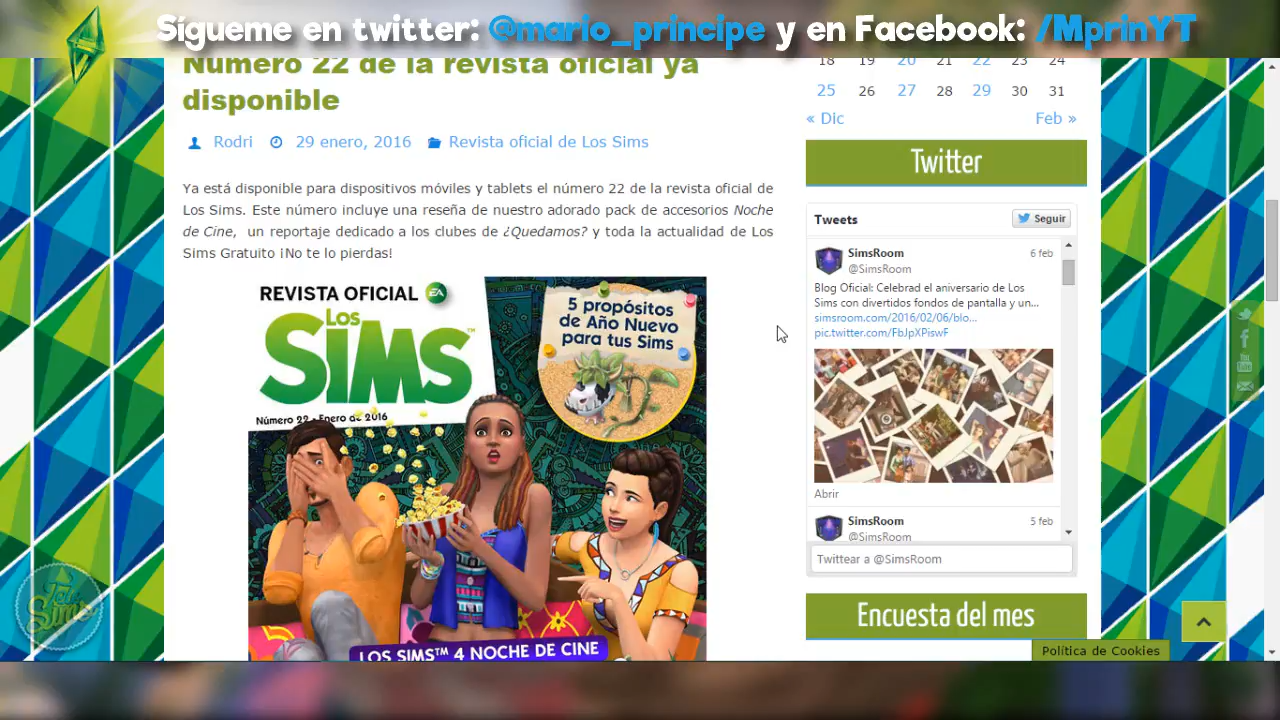 Sígueme en twitter: @mario_principe y en Facebook: /MprinYT
Número 22 de la revista oficial ya
disponible
Rodri 29 enero, 2016 Revista oficial de Los Sims
Ya está disponible para dispositivos móviles y tablets el número 22 de la revista oficial de
Los Sims. Este número incluye una reseña de nuestro adorado pack de accesorios Noche
de Cine, un reportaje dedicado a los clubes de ¿Quedamos? y toda la actualidad de Los
Sims Gratuito ¡No te lo pierdas!
REVISTA OFICIAL EA
LOS
SIMS™
Número 22 - Enero de 2016
5 propósitos
de Año Nuevo
para tus Sims
LOS SIMS™ 4 NOCHE DE CINE
18 19 20 21 22 23 24
25 26 27 28 29 30 31
« Dic Feb »
Twitter
Tweets Seguir
SimsRoom 6 feb
@SimsRoom
Blog Oficial: Celebrad el aniversario de Los
Sims con divertidos fondos de pantalla y un...
simsroom.com/2016/02/06/blo...
pic.twitter.com/FbJpXPiswF
Abrir
SimsRoom 5 feb
@SimsRoom
Twittear a @SimsRoom
Encuesta del mes
Política de Cookies
You
Tube
Sims